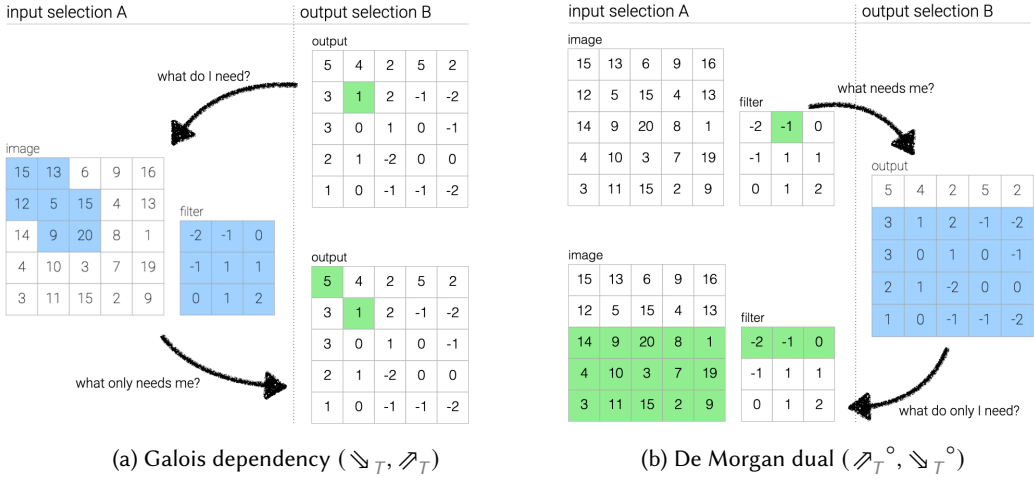 input selection A
output selection B
output
5 4 2 5 2
3 1 2 -1 -2
3 0 1 0 -1
2 1 -2 0 0
1 0 -1 -1 -2
what do I need?
image
15 13 6 9 16
12 5 15 4 13
14 9 20 8 1
4 10 3 7 19
3 11 15 2 9
filter
-2 -1 0
-1 1 1
0 1 2
what only needs me?
output
5 4 2 5 2
3 1 2 -1 -2
3 0 1 0 -1
2 1 -2 0 0
1 0 -1 -1 -2
(a) Galois dependency (⇘T, ⇗T)
input selection A
output selection B
image
15 13 6 9 16
12 5 15 4 13
14 9 20 8 1
4 10 3 7 19
3 11 15 2 9
filter
-2 -1 0
-1 1 1
0 1 2
what needs me?
output
5 4 2 5 2
3 1 2 -1 -2
3 0 1 0 -1
2 1 -2 0 0
1 0 -1 -1 -2
image
15 13 6 9 16
12 5 15 4 13
14 9 20 8 1
4 10 3 7 19
3 11 15 2 9
filter
-2 -1 0
-1 1 1
0 1 2
what do only I need?
(b) De Morgan dual (⇗T°, ⇘T°)